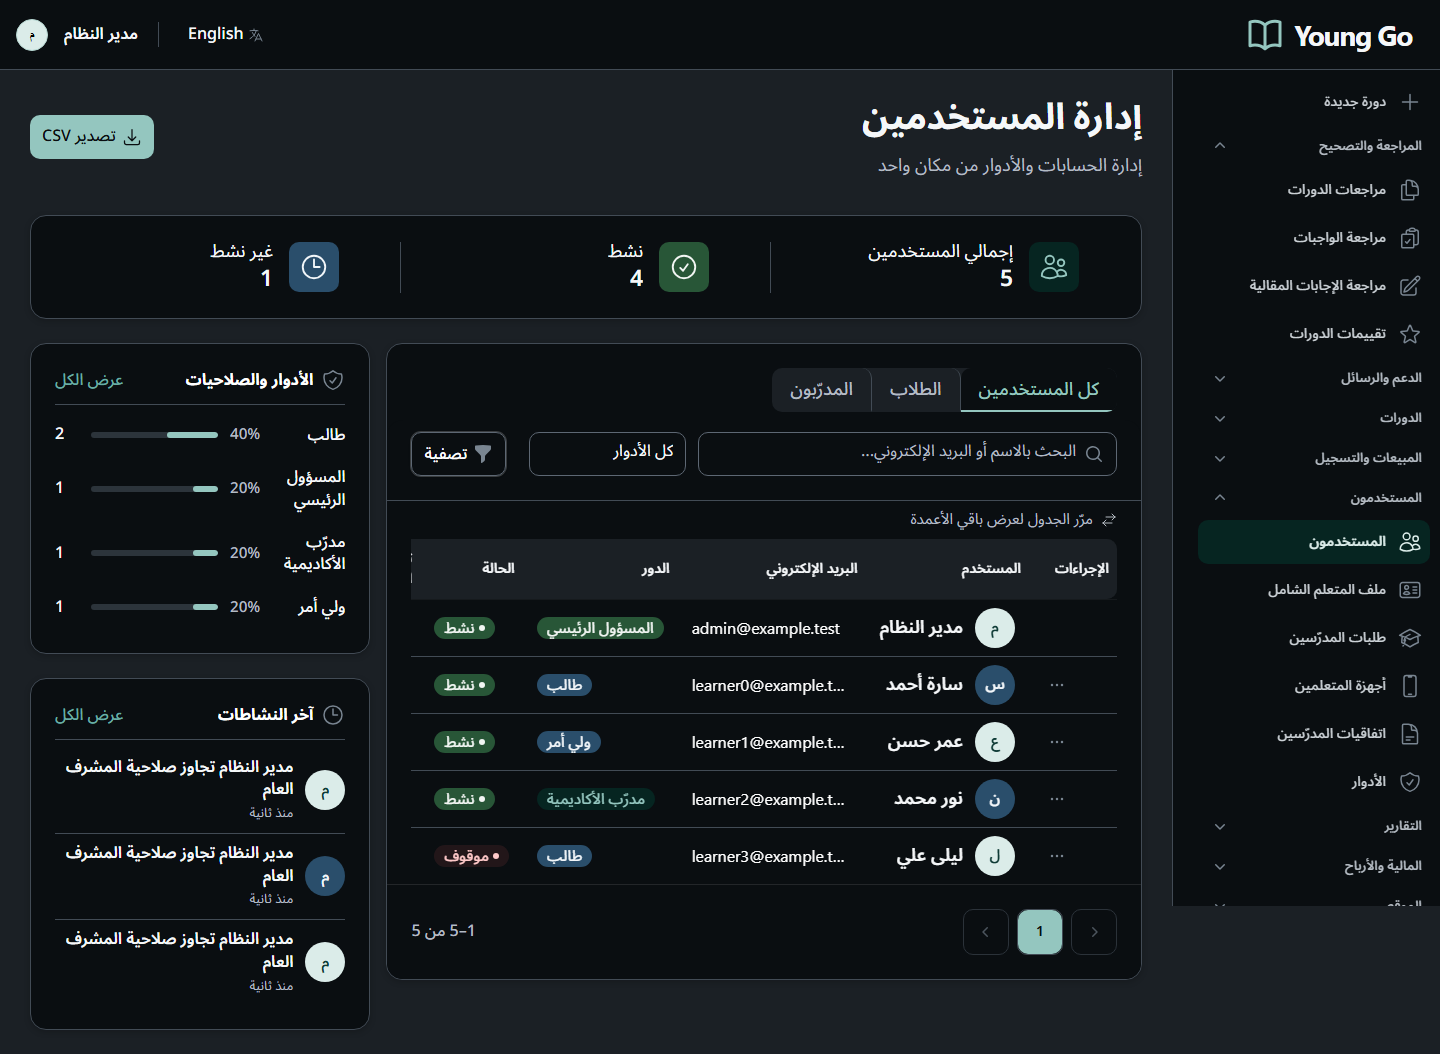 Young Go
English
مدير النظام
م
دورة جديدة
المراجعة والتصحيح
مراجعات الدورات
مراجعة الواجبات
مراجعة الإجابات المقالية
تقييمات الدورات
الدعم والرسائل
الدورات
المبيعات والتسجيل
المستخدمون
المستخدمون
ملف المتعلم الشامل
طلبات المدرّسين
أجهزة المتعلمين
اتفاقيات المدرّسين
الأدوار
التقارير
المالية والأرباح
إدارة المستخدمين
إدارة الحسابات والأدوار من مكان واحد
تصدير CSV
إجمالي المستخدمين
5
نشط
4
غير نشط
1
كل المستخدمين
الطلاب
المدرّبون
البحث بالاسم أو البريد الإلكتروني...
كل الأدوار
تصفية
مرّر الجدول لعرض باقي الأعمدة
الإجراءات المستخدم البريد الإلكتروني الدور الحالة
م مدير النظام admin@example.test المسؤول الرئيسي نشط
... س سارة أحمد learner0@example.t... طالب نشط
... ع عمر حسن learner1@example.t... ولي أمر نشط
... ن نور محمد learner2@example.t... مدرّب الأكاديمية نشط
... ل ليلى علي learner3@example.t... طالب موقوف
1
1–5 من 5
الأدوار والصلاحيات
عرض الكل
طالب 40% 2
المسؤول
الرئيسي 20% 1
مدرّب
الأكاديمية 20% 1
ولي أمر 20% 1
آخر النشاطات
عرض الكل
م
مدير النظام تجاوز صلاحية المشرف
العام
منذ ثانية
م
مدير النظام تجاوز صلاحية المشرف
العام
منذ ثانية
م
مدير النظام تجاوز صلاحية المشرف
العام
منذ ثانية